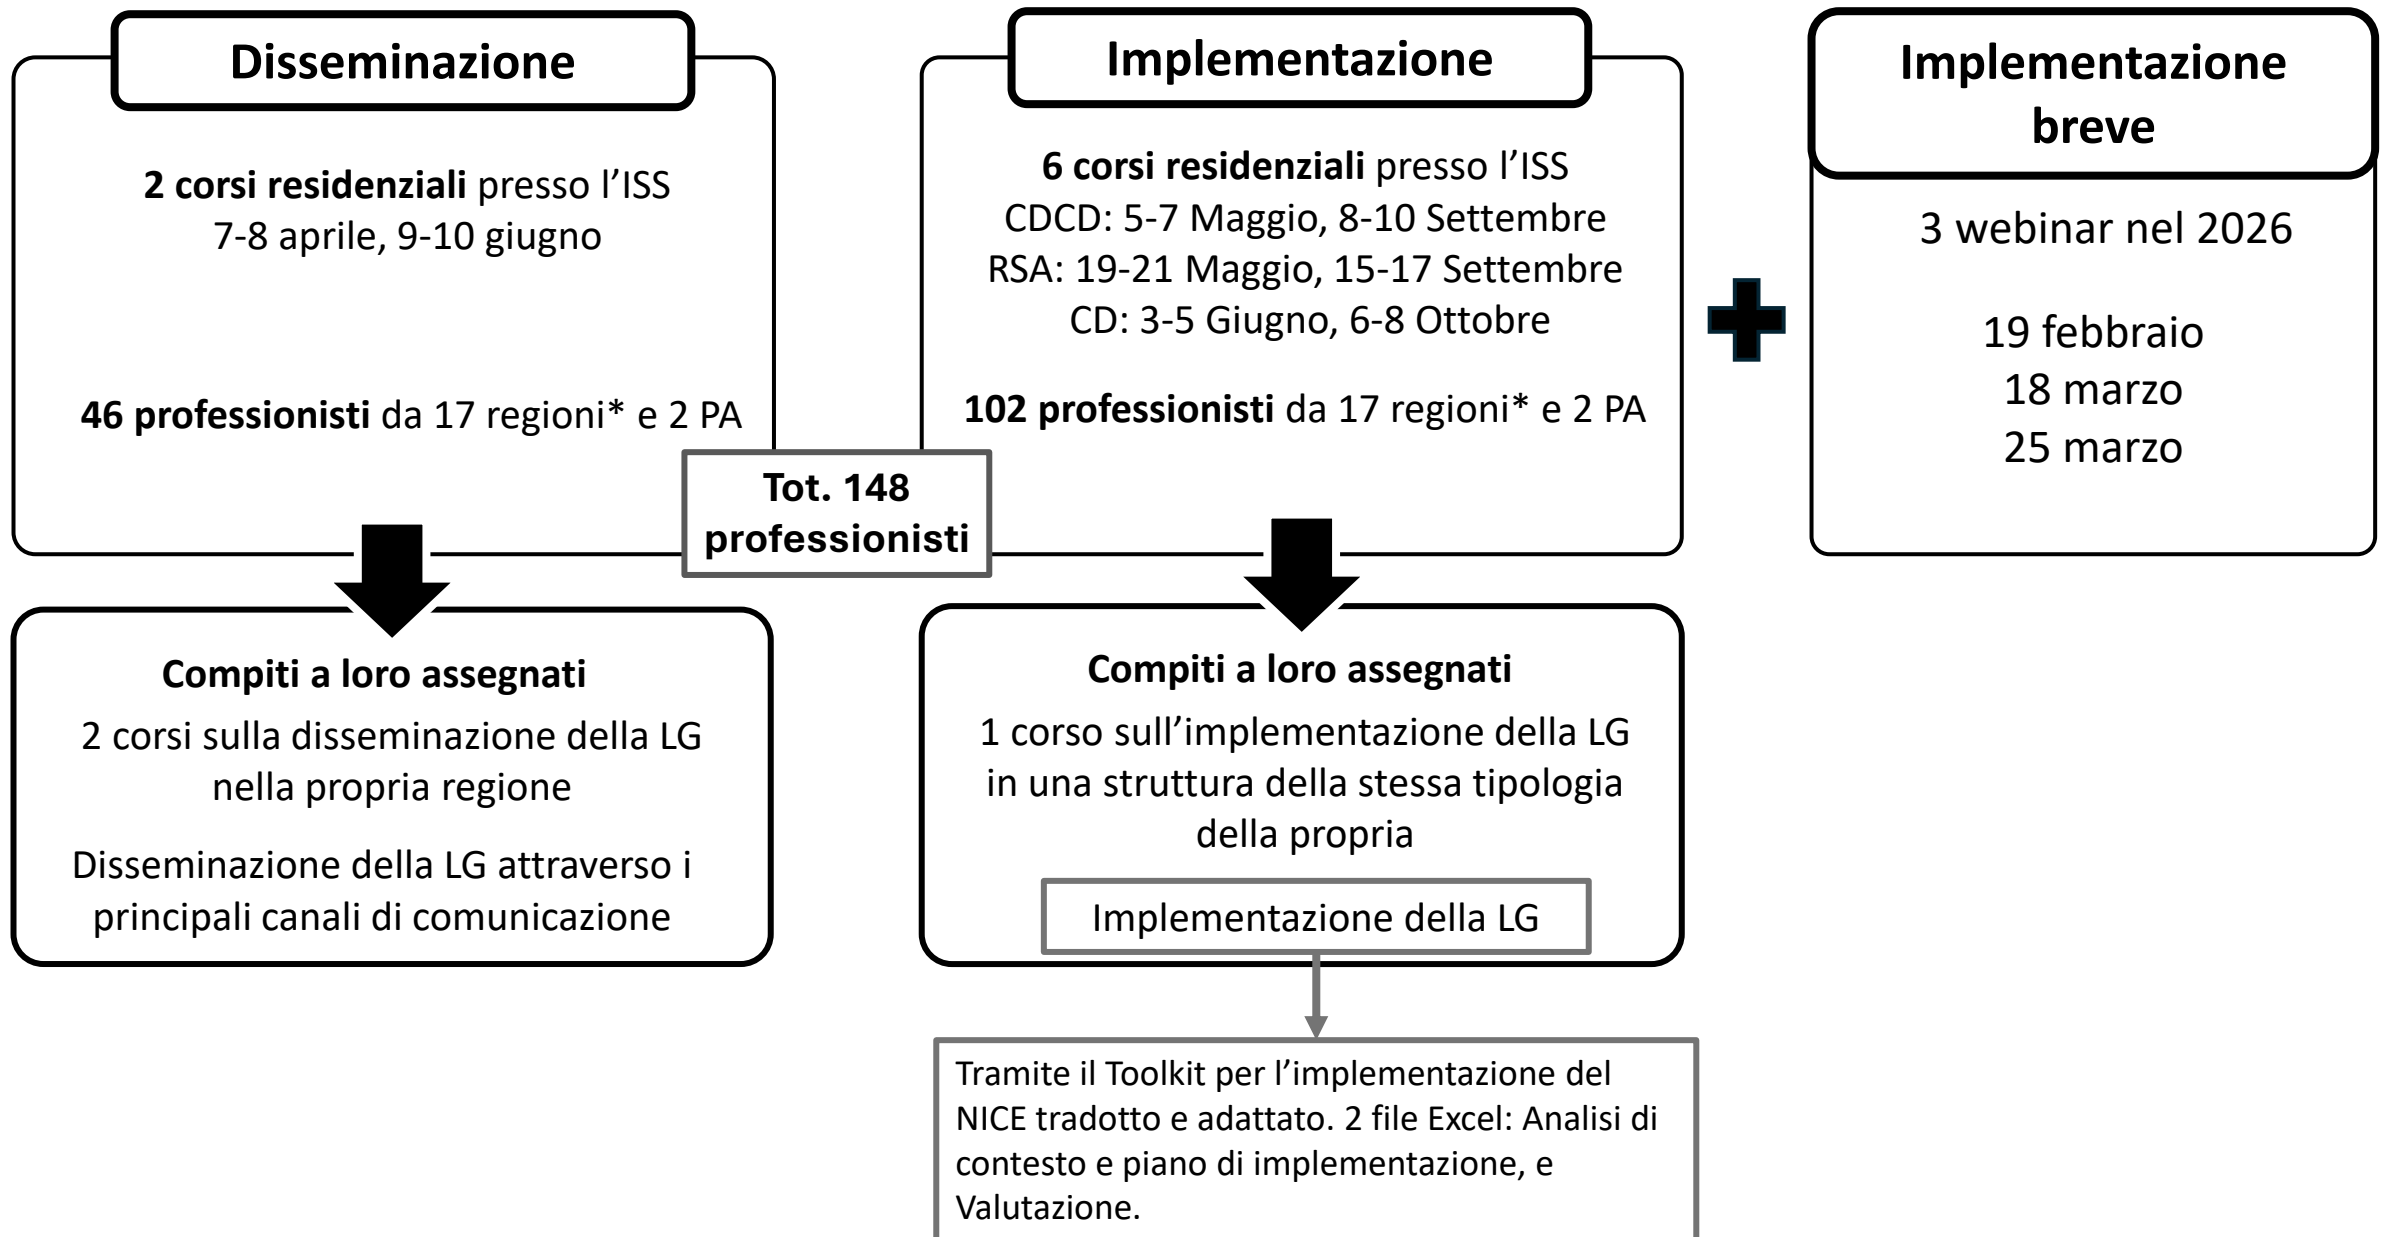 Disseminazione
2 corsi residenziali presso l’ISS
7-8 aprile, 9-10 giugno
46 professionisti da 17 regioni* e 2 PA
Implementazione
6 corsi residenziali presso l’ISS
CDCD: 5-7 Maggio, 8-10 Settembre
RSA: 19-21 Maggio, 15-17 Settembre
CD: 3-5 Giugno, 6-8 Ottobre
102 professionisti da 17 regioni* e 2 PA
Tot. 148
professionisti
Implementazione
breve
3 webinar nel 2026
19 febbraio
18 marzo
25 marzo
Compiti a loro assegnati
2 corsi sulla disseminazione della LG
nella propria regione
Disseminazione della LG attraverso i
principali canali di comunicazione
Compiti a loro assegnati
1 corso sull’implementazione della LG
in una struttura della stessa tipologia
della propria
Implementazione della LG
Tramite il Toolkit per l’implementazione del
NICE tradotto e adattato. 2 file Excel: Analisi di
contesto e piano di implementazione, e
Valutazione.